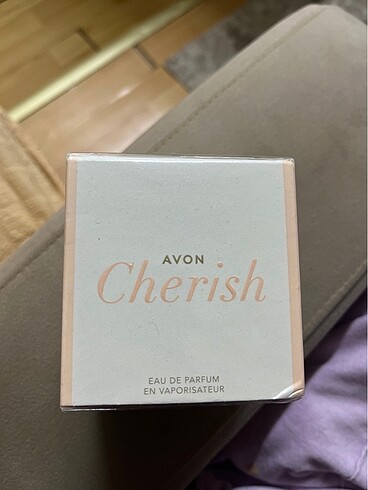 AVON
Cherish
EAU DE PARFUM
EN VAPORISATEUR